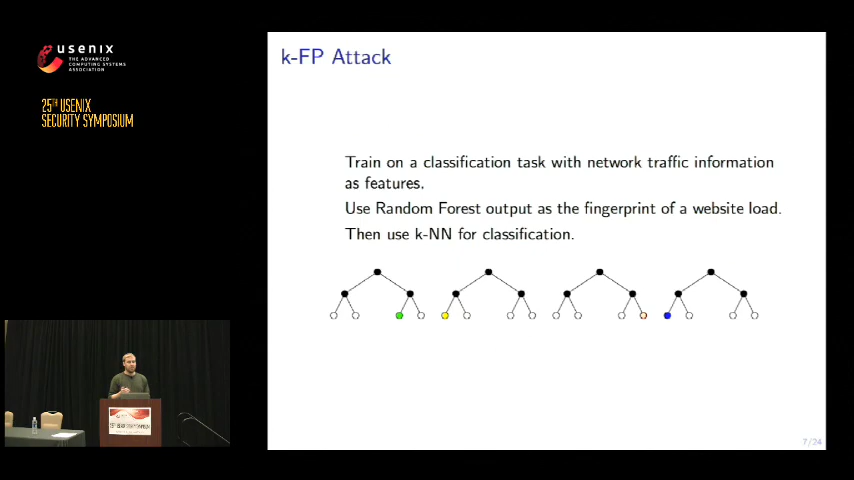 usenix
THE ADVANCED
COMPUTING SYSTEMS
ASSOCIATION
25TH USENIX
SECURITY SYMPOSIUM
k-FP Attack
Train on a classification task with network traffic information
as features.
Use Random Forest output as the fingerprint of a website load.
Then use k-NN for classification.
7/24